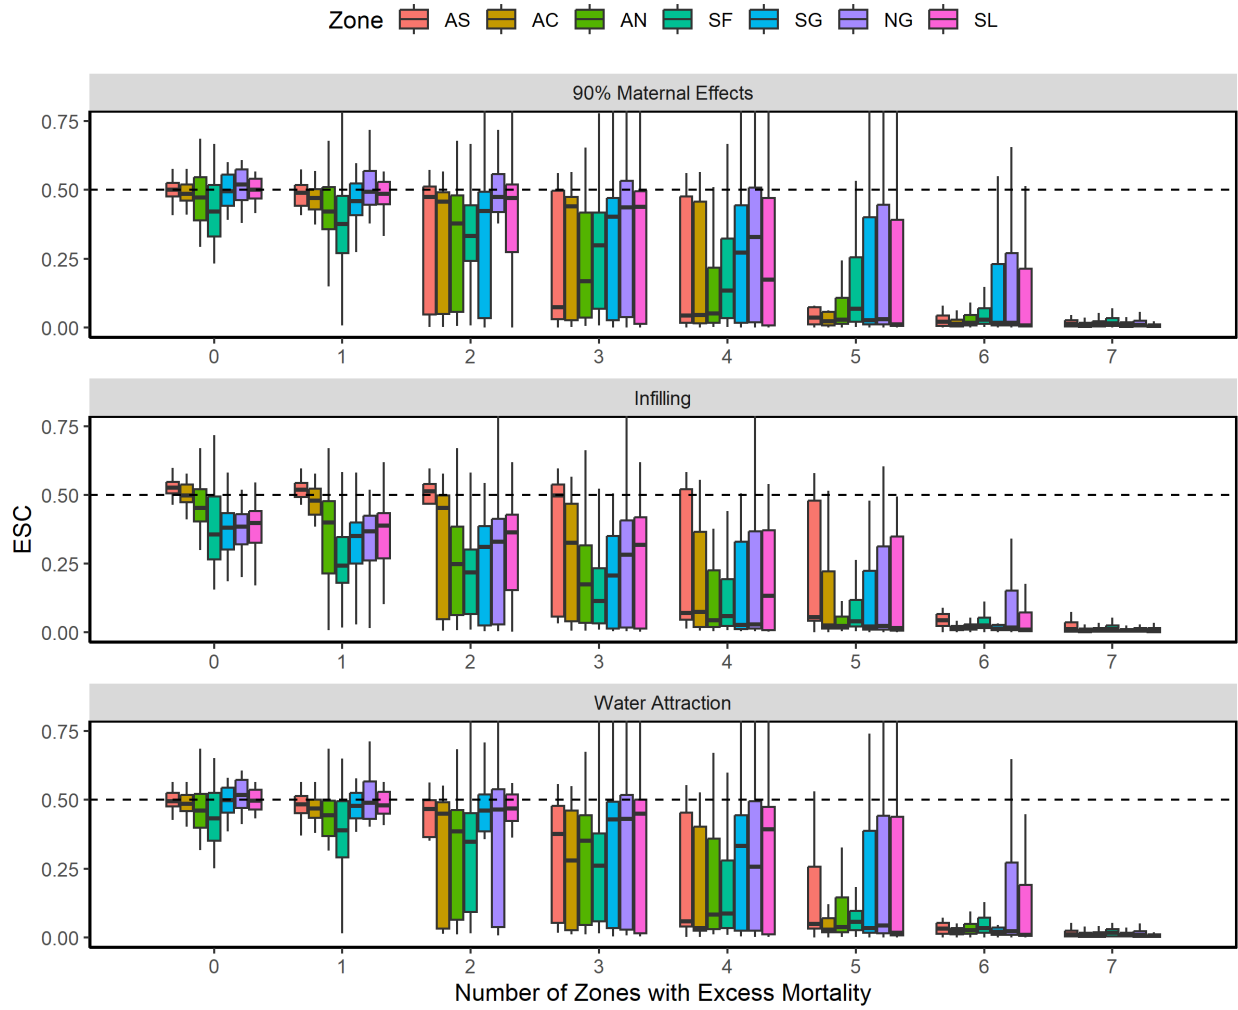 Zone AS AC AN SF SG NG SL
90% Maternal Effects
0.75
0.50
0.25
0.00
0 1 2 3 4 5 6 7
Infilling
0.75
0.50
0.25
0.00
0 1 2 3 4 5 6 7
ESC
Water Attraction
0.75
0.50
0.25
0.00
0 1 2 3 4 5 6 7
Number of Zones with Excess Mortality